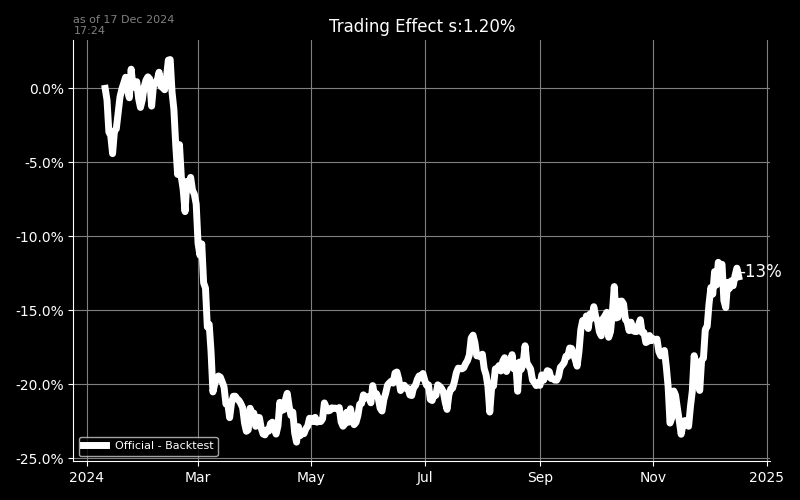 as of 17 Dec 2024
17:24
Trading Effect s:1.20%
0.0%
-5.0%
-10.0%
-13%
-15.0%
-20.0%
Official - Backtest
-25.0%
2024 Mar May Jul Sep Nov 2025